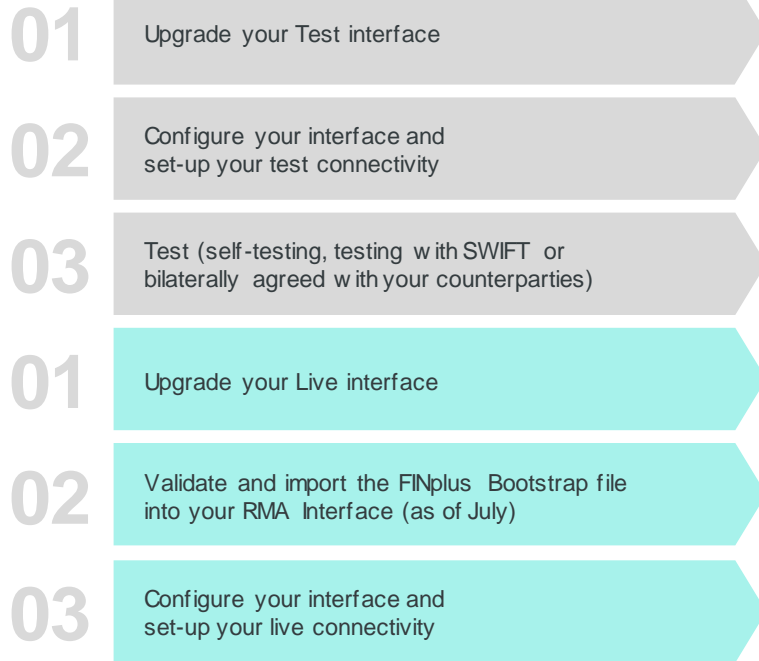 01
Upgrade your Test interface
02
Configure your interface and
set-up your test connectivity
03
Test (self-testing, testing with SWIFT or
bilaterally agreed with your counterparties)
01
Upgrade your Live interface
02
Validate and import the FINplus Bootstrap file
into your RMA Interface (as of July)
03
Configure your interface and
set-up your live connectivity